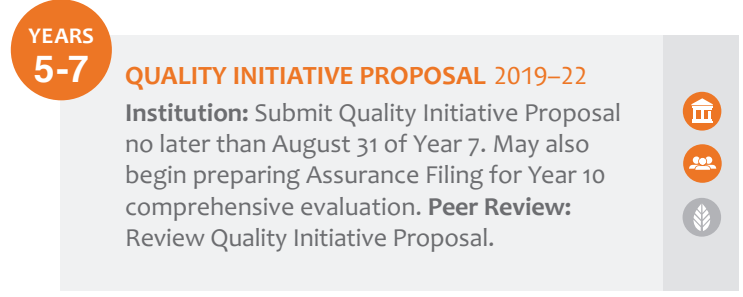 YEARS
5-7
QUALITY INITIATIVE PROPOSAL 2019–22
Institution: Submit Quality Initiative Proposal
no later than August 31 of Year 7. May also
begin preparing Assurance Filing for Year 10
comprehensive evaluation. Peer Review:
Review Quality Initiative Proposal.